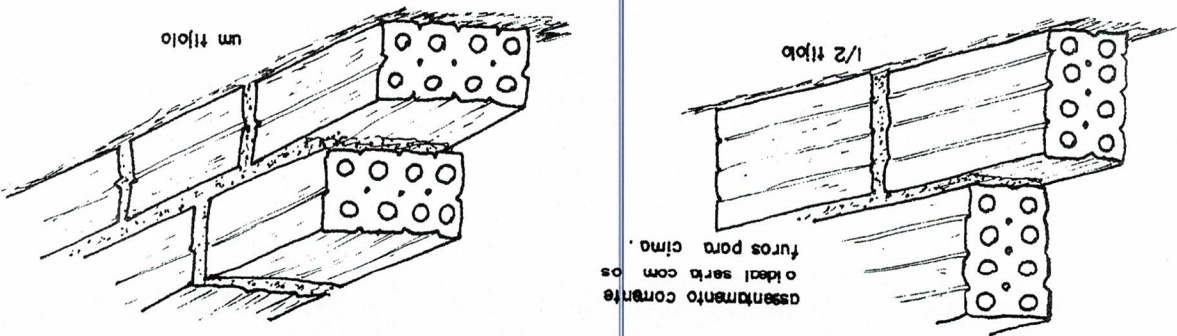 assentamento corrente
o ideal seria com os
furos para cima.
1/2 tijolo
um tijolo